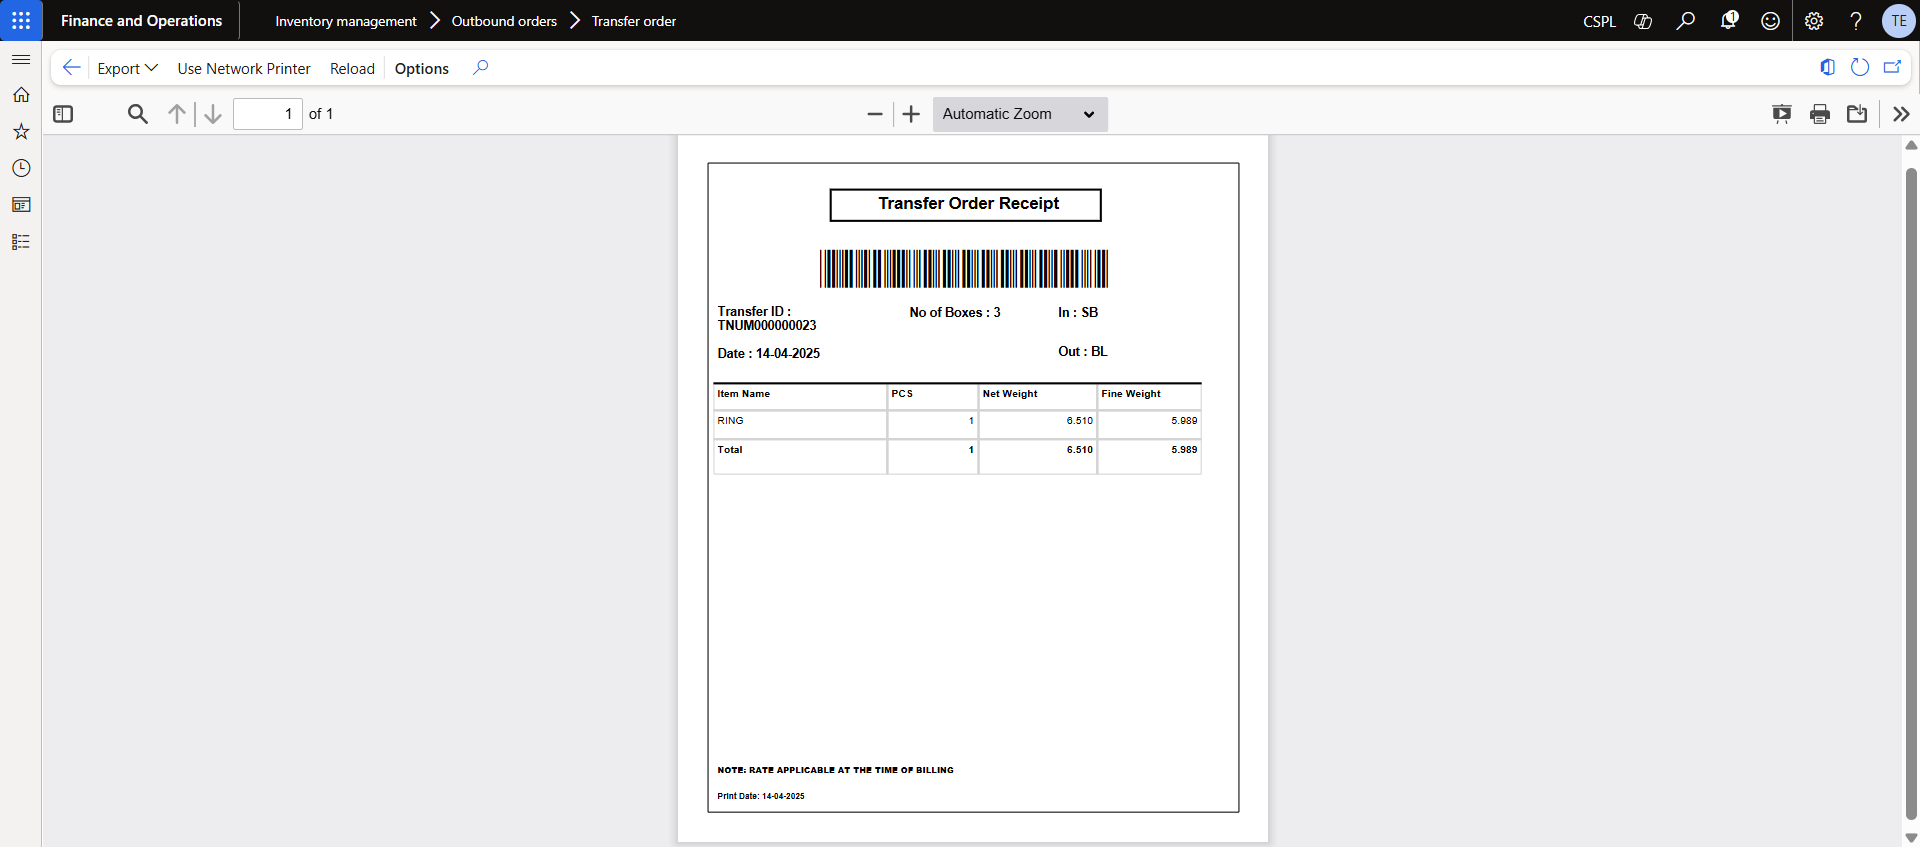 Finance and Operations
Inventory management > Outbound orders > Transfer order
CSPL
1
TE
Export
Use Network Printer
Reload
Options
1 of 1
Automatic Zoom
Transfer Order Receipt
Transfer ID :
TNUM000000023
No of Boxes : 3
In : SB
Date : 14-04-2025
Out : BL
Item Name PCS Net Weight Fine Weight
RING 1 6.510 5.989
Total 1 6.510 5.989
NOTE: RATE APPLICABLE AT THE TIME OF BILLING
Print Date: 14-04-2025